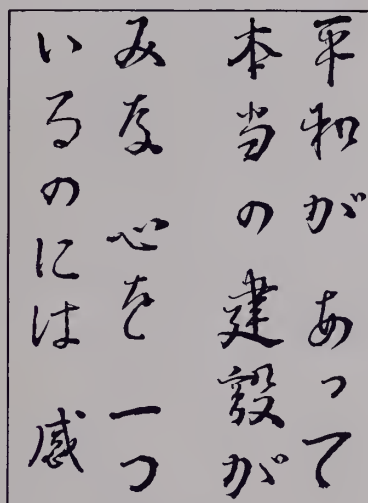 平和が あって
本当の建設が
みな 心を 一つ
いるのには 感